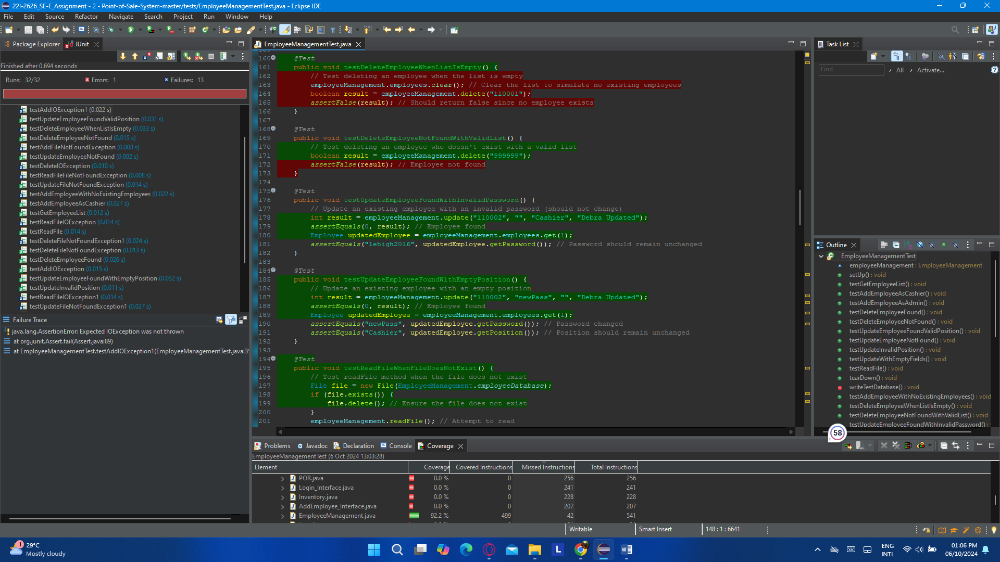 22I-2626_SE-E_Assignment - 2 - Point-of-Sale-System-master/tests/EmployeeManagementTest.java - Eclipse IDE
File Edit Source Refactor Navigate Search Project Run Window Help
Package Explorer JUnit
Finished after 0.694 seconds
Runs: 32/32 Errors: 1 Failures: 13
testAddIOException1 (0.022 s)
testUpdateEmployeeFoundValidPosition (0.031 s)
testDeleteEmployeeWhenListIsEmpty (0.033 s)
testDeleteEmployeeNotFound (0.015 s)
testAddFileNotFoundException (0.008 s)
testUpdateEmployeeNotFound (0.002 s)
testDeleteIOException (0.010 s)
testReadFileFileNotFoundException (0.008 s)
testUpdateFileNotFoundException (0.014 s)
testAddEmployeeWithNoExistingEmployees (0.022 s)
testAddEmployeeAsCashier (0.027 s)
testGetEmployeeList (0.012 s)
testReadFileIOException (0.014 s)
testReadFile (0.014 s)
testDeleteFileNotFoundException1 (0.024 s)
testDeleteFileNotFoundException (0.013 s)
testDeleteEmployeeFound (0.026 s)
testAddIOException (0.015 s)
testUpdateEmployeeFoundWithEmptyPosition (0.032 s)
testUpdateInvalidPosition (0.011 s)
testReadFileIOException1 (0.014 s)
testUpdateFileNotFoundException1 (0.027 s)
Failure Trace
java.lang.AssertionError: Expected IOException was not thrown
at org.junit.Assert.fail(Assert.java:89)
at EmployeeManagementTest.testAddIOException1(EmployeeManagementTest.java:35
EmployeeManagementTest.java
160 @Test
161 public void testDeleteEmployeeWhenListIsEmpty() {
162 // Test deleting an employee when the list is empty
163 employeeManagement.employees.clear(); // Clear the list to simulate no existing employees
164 boolean result = employeeManagement.delete("110001");
165 assertFalse(result); // Should return false since no employee exists
166 }
167
168 @Test
169 public void testDeleteEmployeeNotFoundWithValidList() {
170 // Test deleting an employee who doesn't exist with a valid list
171 boolean result = employeeManagement.delete("999999");
172 assertFalse(result); // Employee not found
173 }
174
175 @Test
176 public void testUpdateEmployeeFoundWithInvalidPassword() {
177 // Update an existing employee with an invalid password (should not change)
178 int result = employeeManagement.update("110002", "", "Cashier", "Debra Updated");
179 assertEquals(0, result); // Employee found
180 Employee updatedEmployee = employeeManagement.employees.get(1);
181 assertEquals("lehigh2016", updatedEmployee.getPassword()); // Password should remain unchanged
182 }
183
184 @Test
185 public void testUpdateEmployeeFoundWithEmptyPosition() {
186 // Update an existing employee with an empty position
187 int result = employeeManagement.update("110002", "newPass", "", "Debra Updated");
188 assertEquals(0, result); // Employee found
189 Employee updatedEmployee = employeeManagement.employees.get(1);
190 assertEquals("newPass", updatedEmployee.getPassword()); // Password changed
191 assertEquals("Cashier", updatedEmployee.getPosition()); // Position should remain unchanged
192 }
193
194 @Test
195 public void testReadFileWhenFileDoesNotExist() {
196 // Test readFile method when the file does not exist
197 File file = new File(EmployeeManagement.employeeDatabase);
198 if (file.exists()) {
199 file.delete(); // Ensure the file does not exist
200 }
201 employeeManagement.readFile(); // Attempt to read
Problems Javadoc Declaration Console Coverage
EmployeeManagementTest (6 Oct 2024 13:03:28)
Element Coverage Covered Instructions Missed Instructions Total Instructions
POR.java 0.0 % 0 256 256
Login_Interface.java 0.0 % 0 241 241
Inventory.java 0.0 % 0 228 228
AddEmployee_Interface.java 0.0 % 0 207 207
EmployeeManagement.java 92.2 % 499 42 541
Task List
Find All Activate...
Outline
EmployeeManagementTest
employeeManagement : EmployeeManagement
setUp() : void
testGetEmployeeList() : void
testAddEmployeeAsCashier() : void
testAddEmployeeAsAdmin() : void
testDeleteEmployeeFound() : void
testDeleteEmployeeNotFound() : void
testUpdateEmployeeFoundValidPosition() : void
testUpdateEmployeeNotFound() : void
testUpdateInvalidPosition() : void
testUpdateWithEmptyFields() : void
testReadFile() : void
tearDown() : void
writeTestDatabase() : void
testAddEmployeeWithNoExistingEmployees() : void
testDeleteEmployeeWhenListIsEmpty() : void
testDeleteEmployeeNotFoundWithValidList() : void
testUpdateEmployeeFoundWithInvalidPassword() :
58
Writable Smart Insert 148 : 1 : 6641
1
29°C
Mostly cloudy
ENG
INTL
01:06 PM
06/10/2024